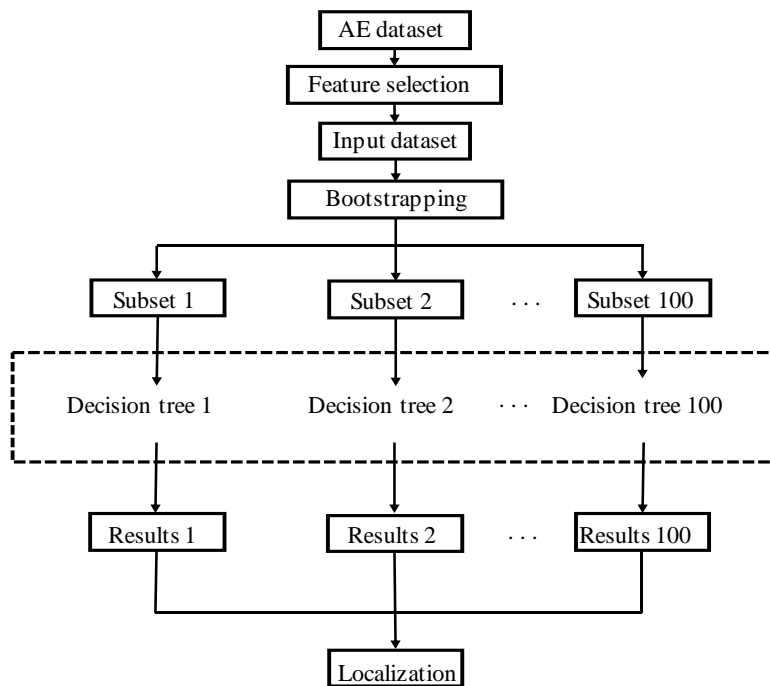 AE dataset
Feature selection
Input dataset
Bootstrapping
Subset 1 Subset 2 . . . Subset 100
Decision tree 1 Decision tree 2 . . . Decision tree 100
Results 1 Results 2 . . . Results 100
Localization